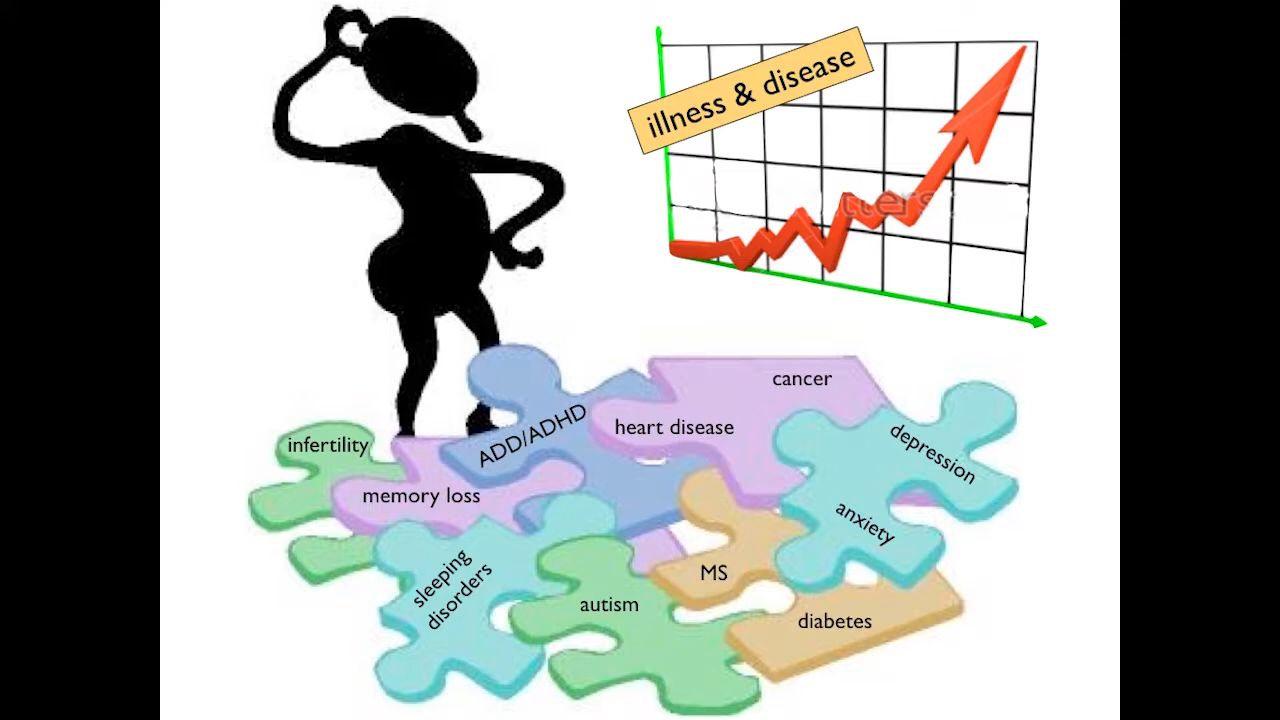 illness & disease
cancer
heart disease
ADD/ADHD
depression
infertility
memory loss
anxiety
sleeping
disorders
MS
autism
diabetes